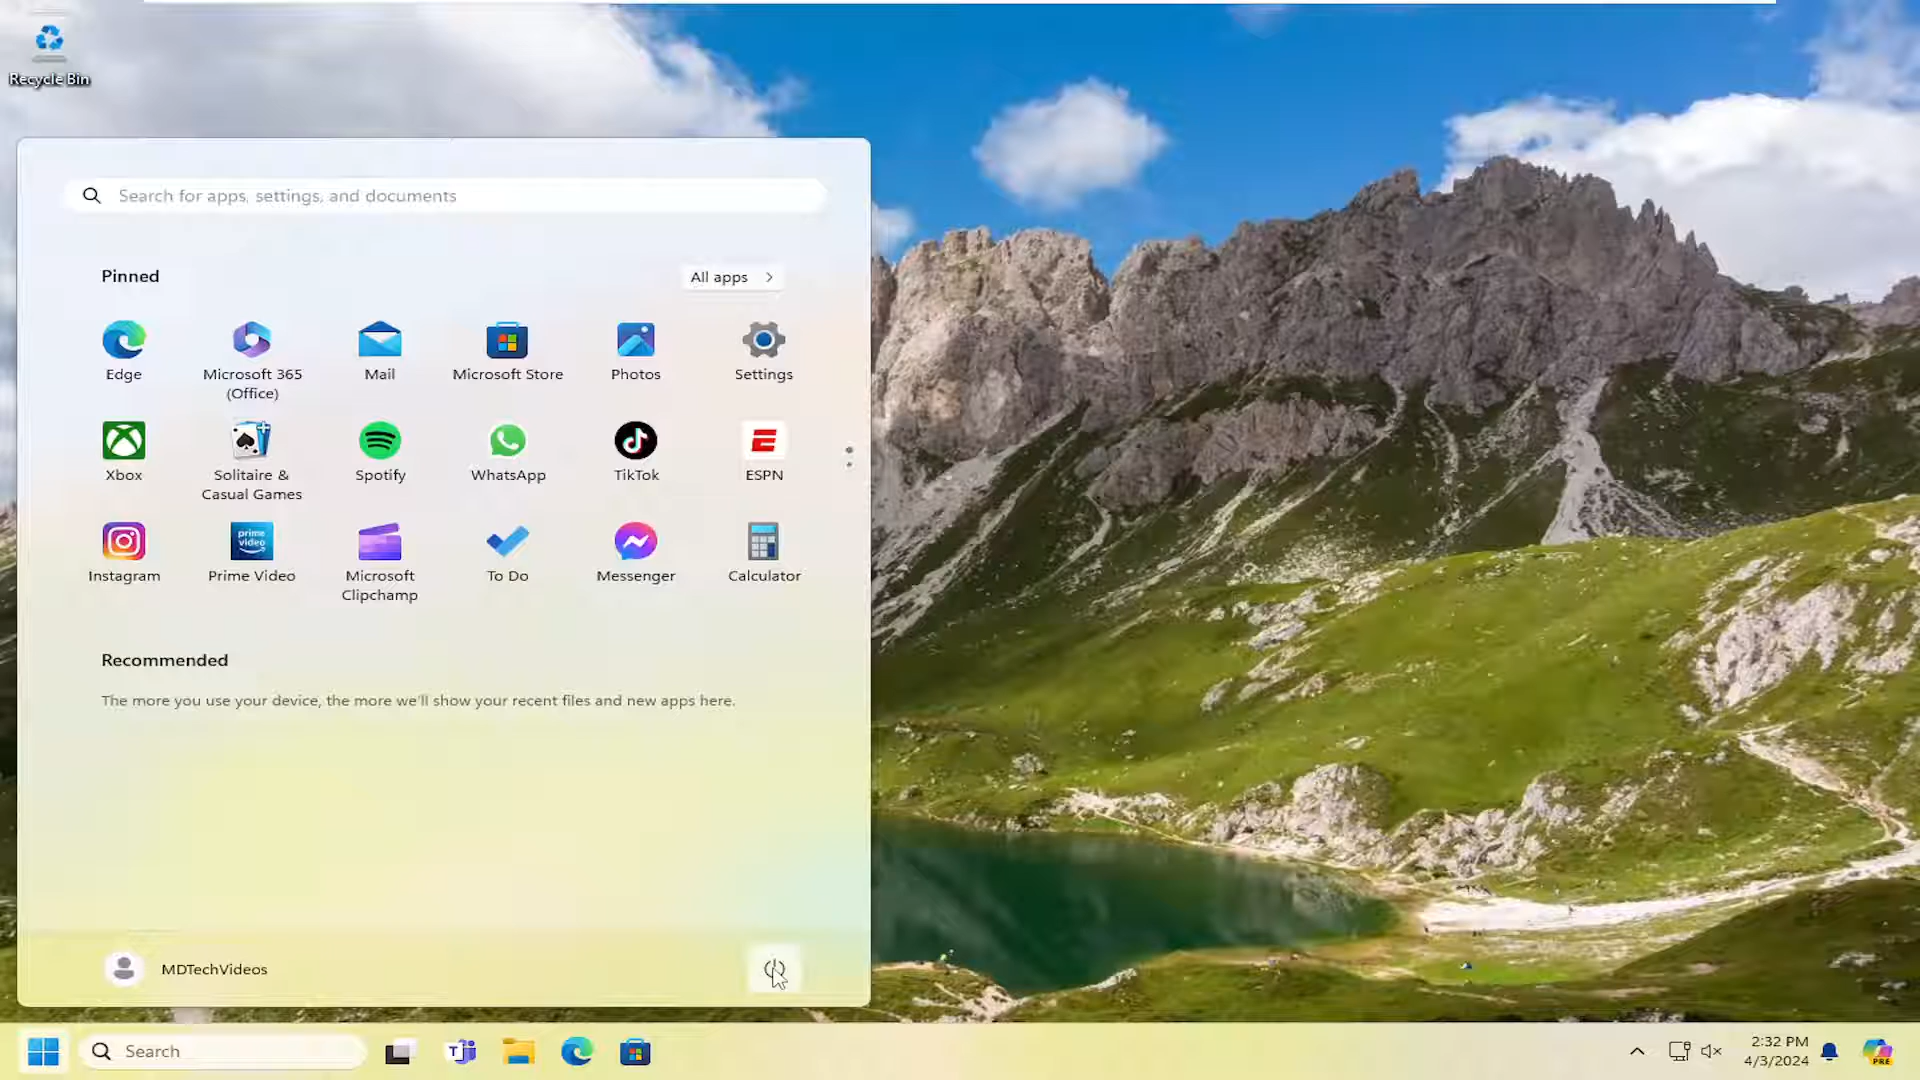 Recycle Bin
Search for apps, settings, and documents
Pinned
All apps
Edge
Microsoft 365
(Office)
Mail
Microsoft Store
Photos
Settings
Xbox
Solitaire &
Casual Games
Spotify
WhatsApp
TikTok
ESPN
prime
video
Instagram
Prime Video
Microsoft
Clipchamp
To Do
Messenger
Calculator
Recommended
The more you use your device, the more we'll show your recent files and new apps here.
MDTechVideos
Search
2:32 PM
4/3/2024
PRE